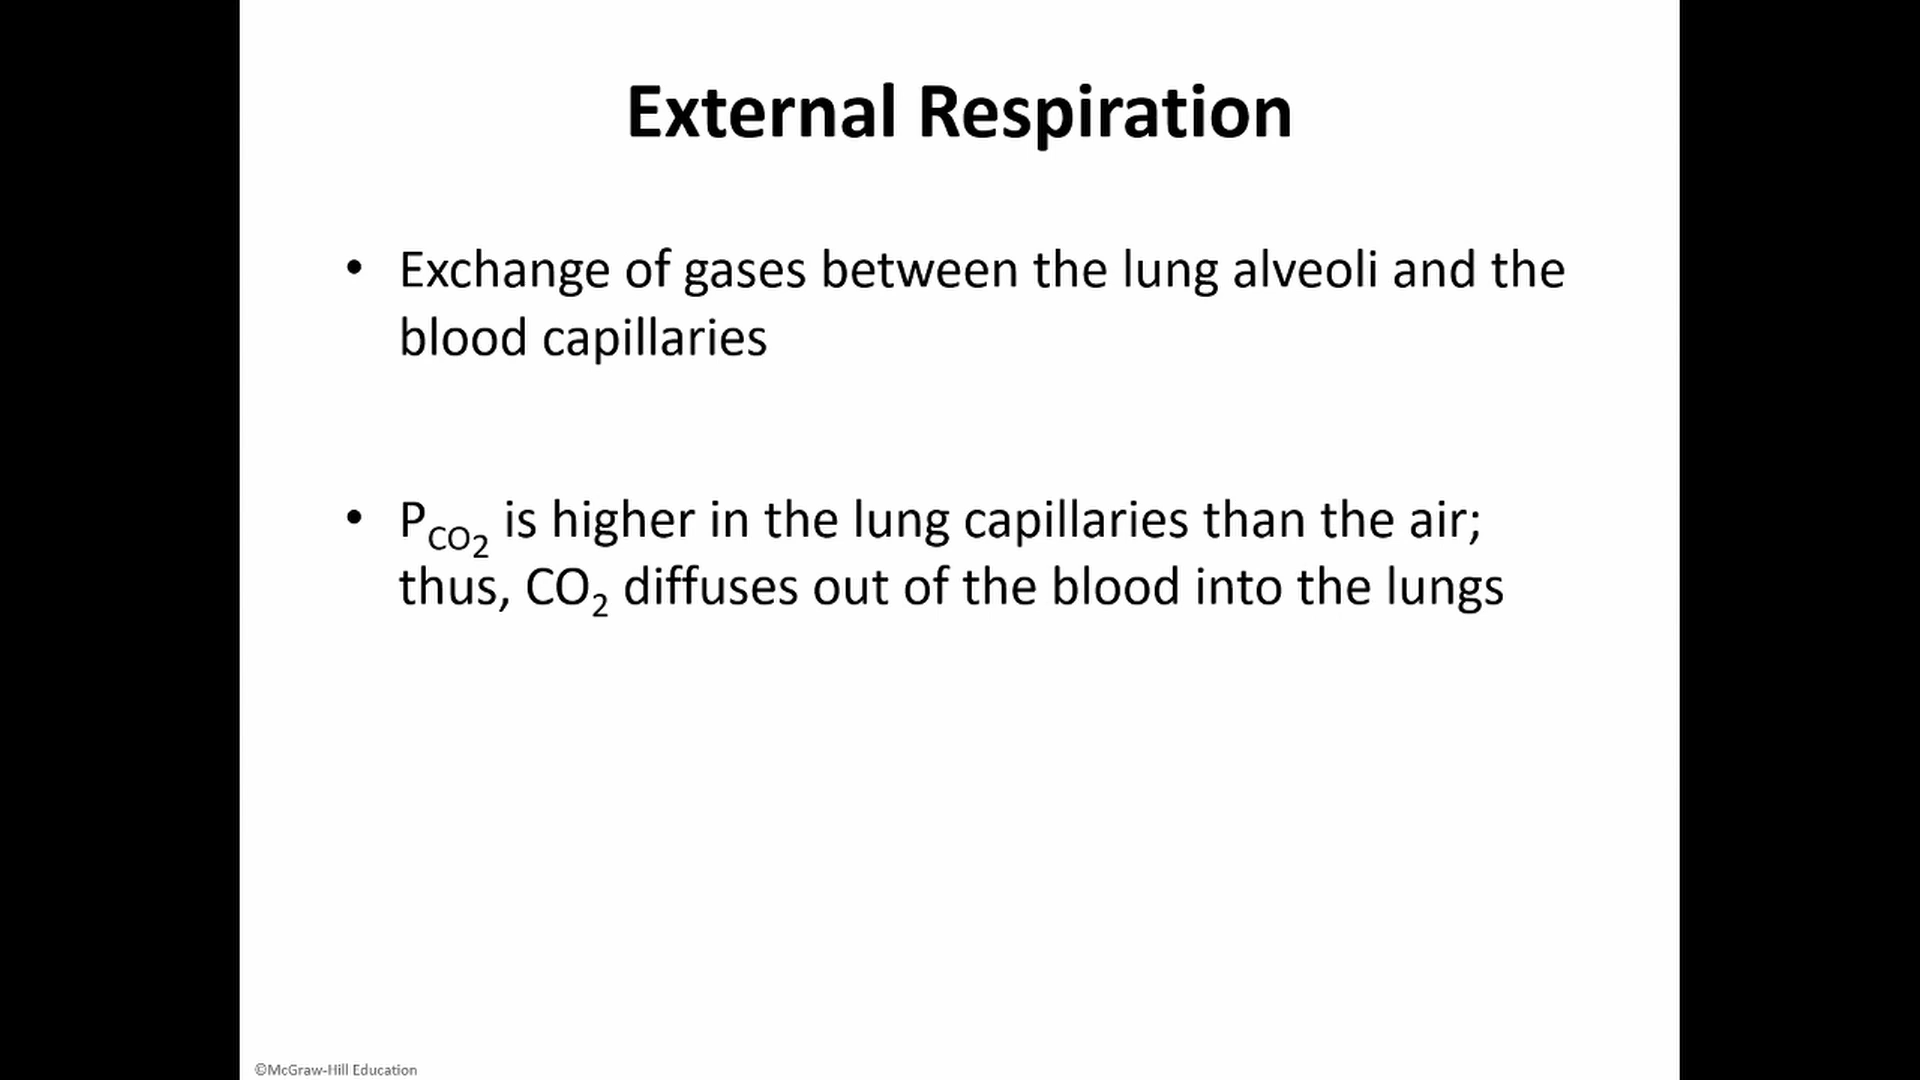 External Respiration
• Exchange of gases between the lung alveoli and the
blood capillaries
• P_CO₂ is higher in the lung capillaries than the air;
thus, CO₂ diffuses out of the blood into the lungs
©McGraw-Hill Education